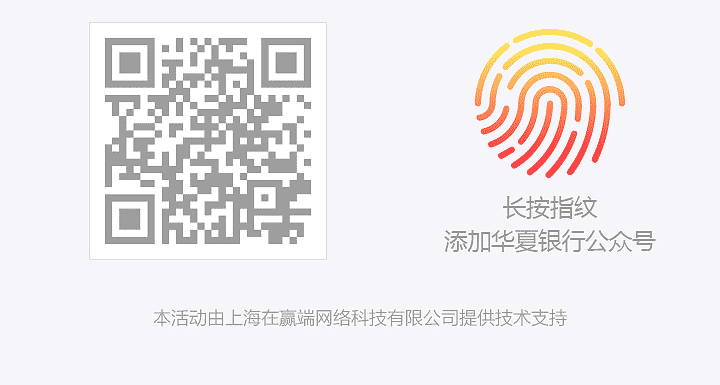 长按指纹
添加华夏银行公众号
本活动由上海在赢端网络科技有限公司提供技术支持